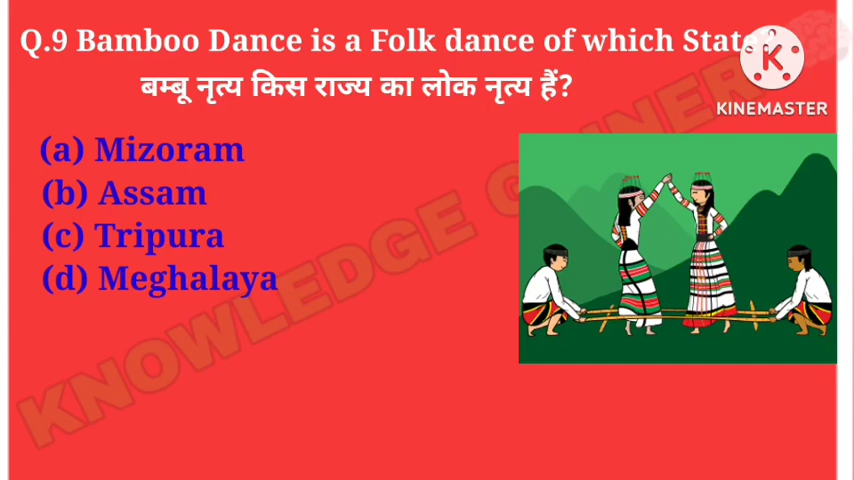 Q.9 Bamboo Dance is a Folk dance of which State?
बम्बू नृत्य किस राज्य का लोक नृत्य हैं?
K
KINEMASTER
(a) Mizoram
(b) Assam
(c) Tripura
(d) Meghalaya
KNOWLEDGE